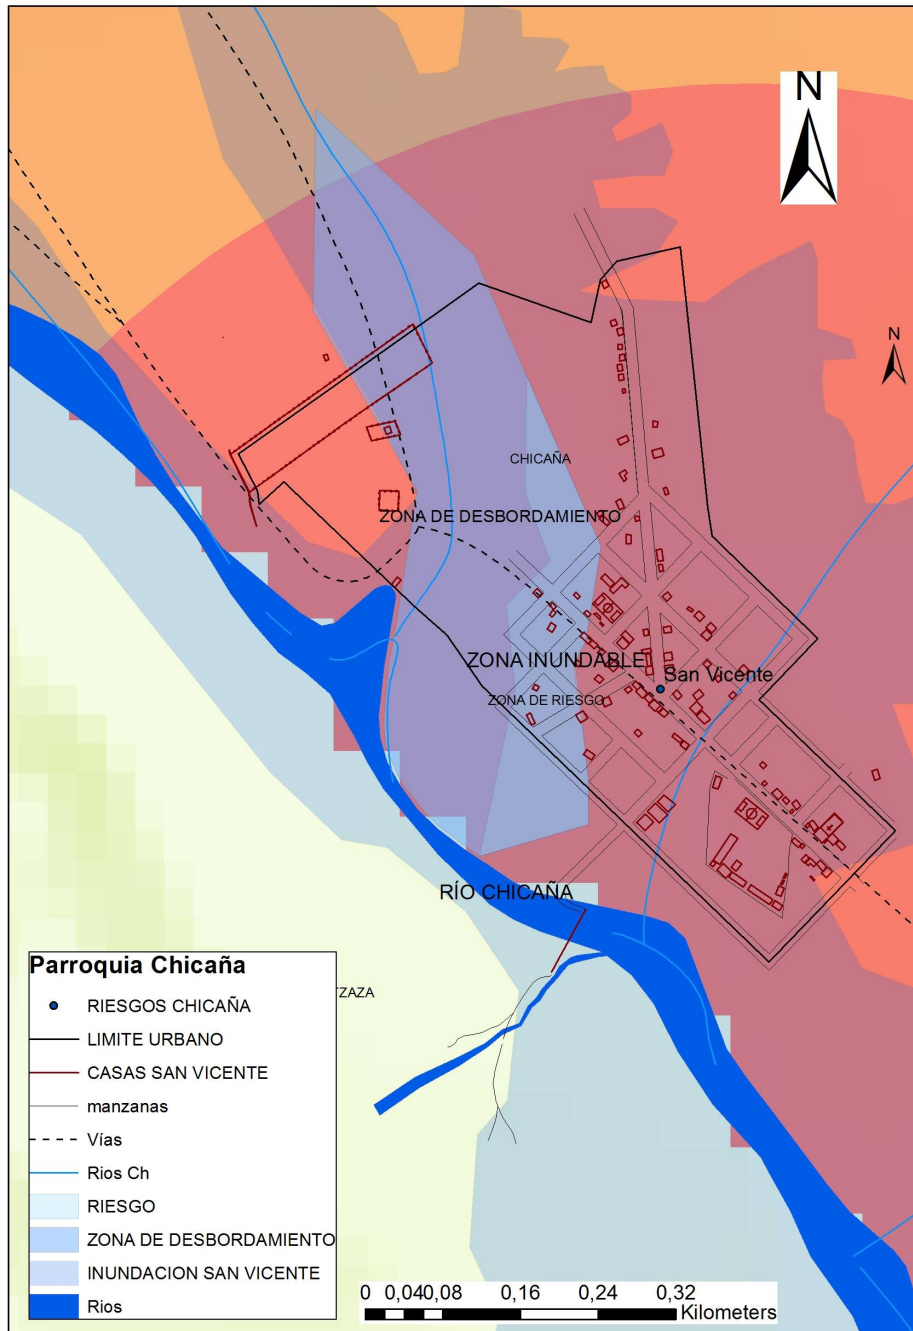 N
N
CHICAÑA
ZONA DE DESBORDAMIENTO
ZONA INUNDABLE
San Vicente
ZONA DE RIESGO
RÍO CHICAÑA
Parroquia Chicaña
TZAZA
RIESGOS CHICAÑA
LIMITE URBANO
CASAS SAN VICENTE
manzanas
Vías
Rios Ch
RIESGO
ZONA DE DESBORDAMIENTO
INUNDACION SAN VICENTE
Rios
0 0,040,08 0,16 0,24 0,32
Kilometers